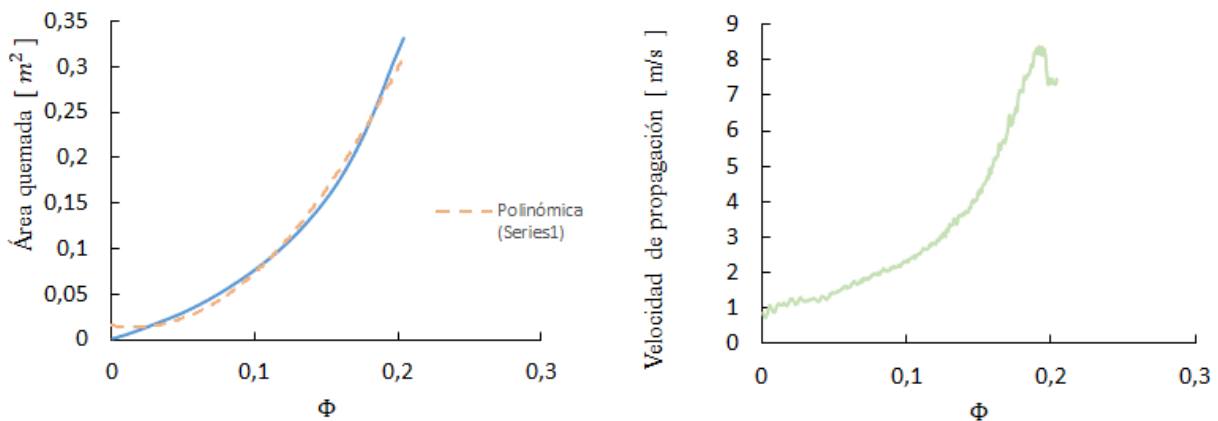 0,35
0,3
0,25
0,2
0,15
0,1
0,05
0
Área quemada [ m² ]
0 0,1 0,2 0,3
Φ
Polinómica
(Series1)
9
8
7
6
5
4
3
2
1
0
Velocidad de propagación [ m/s ]
0 0,1 0,2 0,3
Φ